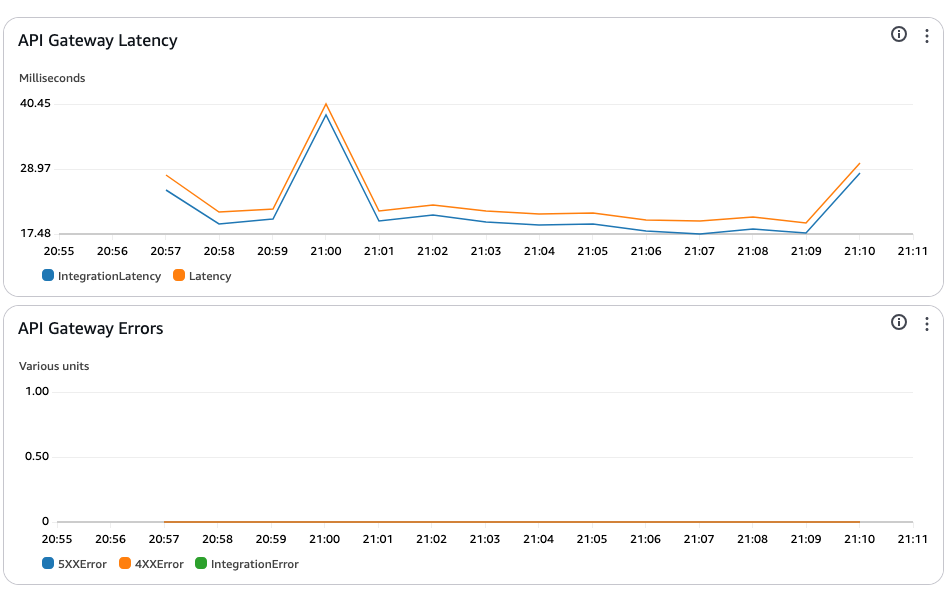 API Gateway Latency
Milliseconds
40.45
28.97
17.48
20:55 20:56 20:57 20:58 20:59 21:00 21:01 21:02 21:03 21:04 21:05 21:06 21:07 21:08 21:09 21:10 21:11
IntegrationLatency Latency
API Gateway Errors
Various units
1.00
0.50
0
20:55 20:56 20:57 20:58 20:59 21:00 21:01 21:02 21:03 21:04 21:05 21:06 21:07 21:08 21:09 21:10 21:11
5XXError 4XXError IntegrationError